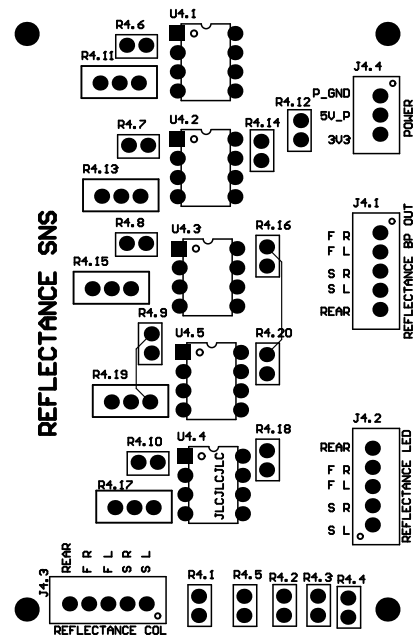 U4.1
R4.6
R4.11
J4.4
P_GND
5V_P
3V3
POWER
R4.12
U4.2
R4.14
R4.7
R4.13
J4.1
F R
F L
S R
S L
REAR
REFLECTANCE BP OUT
R4.8
U4.3
R4.16
R4.15
REFLECTANCE SNS
R4.9
U4.5
R4.20
R4.19
J4.2
REAR
F R
F L
S R
S L
REFLECTANCE LED
R4.18
U4.4
R4.10
JLCJLCJLC
R4.17
J4.3
REAR
F R
F L
S R
S L
REFLECTANCE COL
R4.1
R4.5
R4.2
R4.3
R4.4